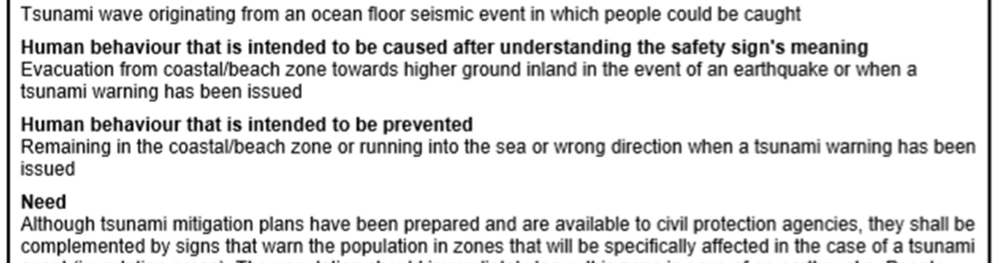 Tsunami wave originating from an ocean floor seismic event in which people could be caught
Human behaviour that is intended to be caused after understanding the safety sign's meaning
Evacuation from coastal/beach zone towards higher ground inland in the event of an earthquake or when a
tsunami warning has been issued
Human behaviour that is intended to be prevented
Remaining in the coastal/beach zone or running into the sea or wrong direction when a tsunami warning has been
issued
Need
Although tsunami mitigation plans have been prepared and are available to civil protection agencies, they shall be
complemented by signs that warn the population in zones that will be specifically affected in the case of a tsunami